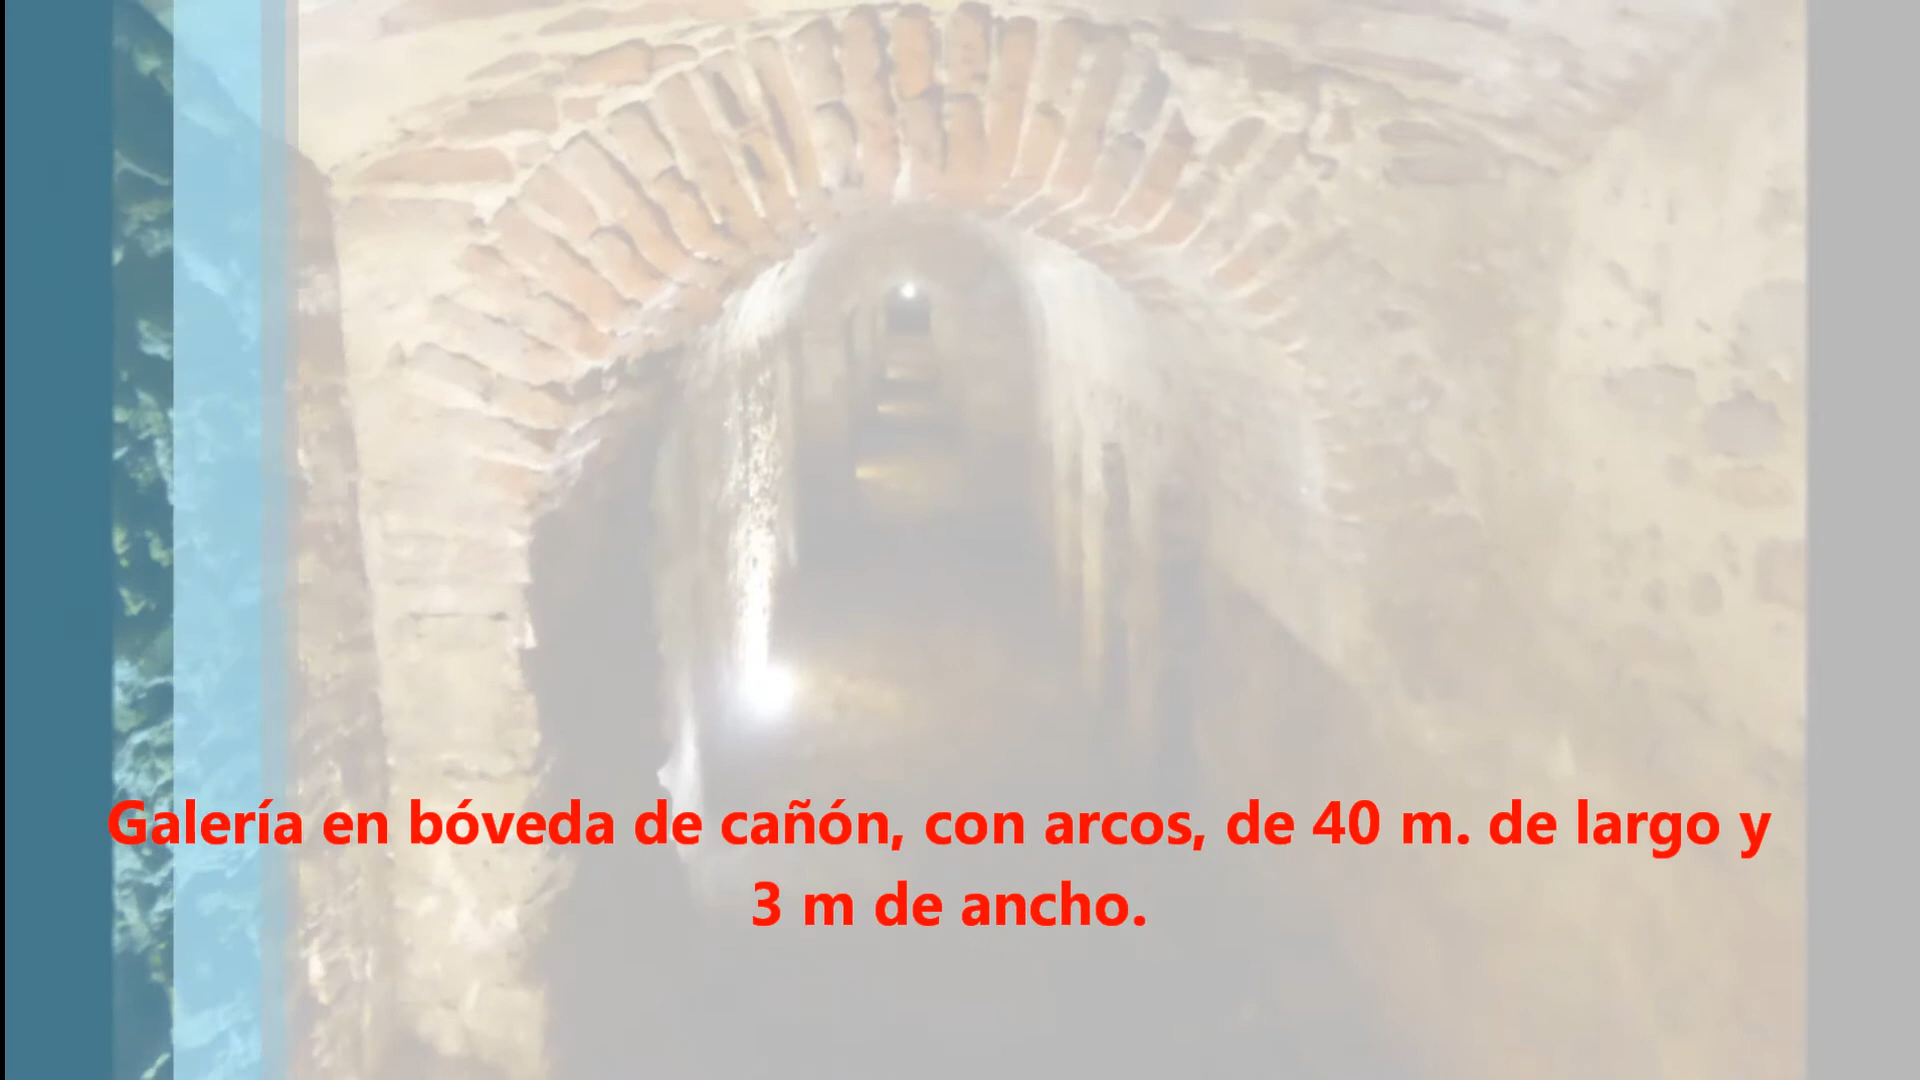 Galería en bóveda de cañón, con arcos, de 40 m. de largo y
3 m de ancho.